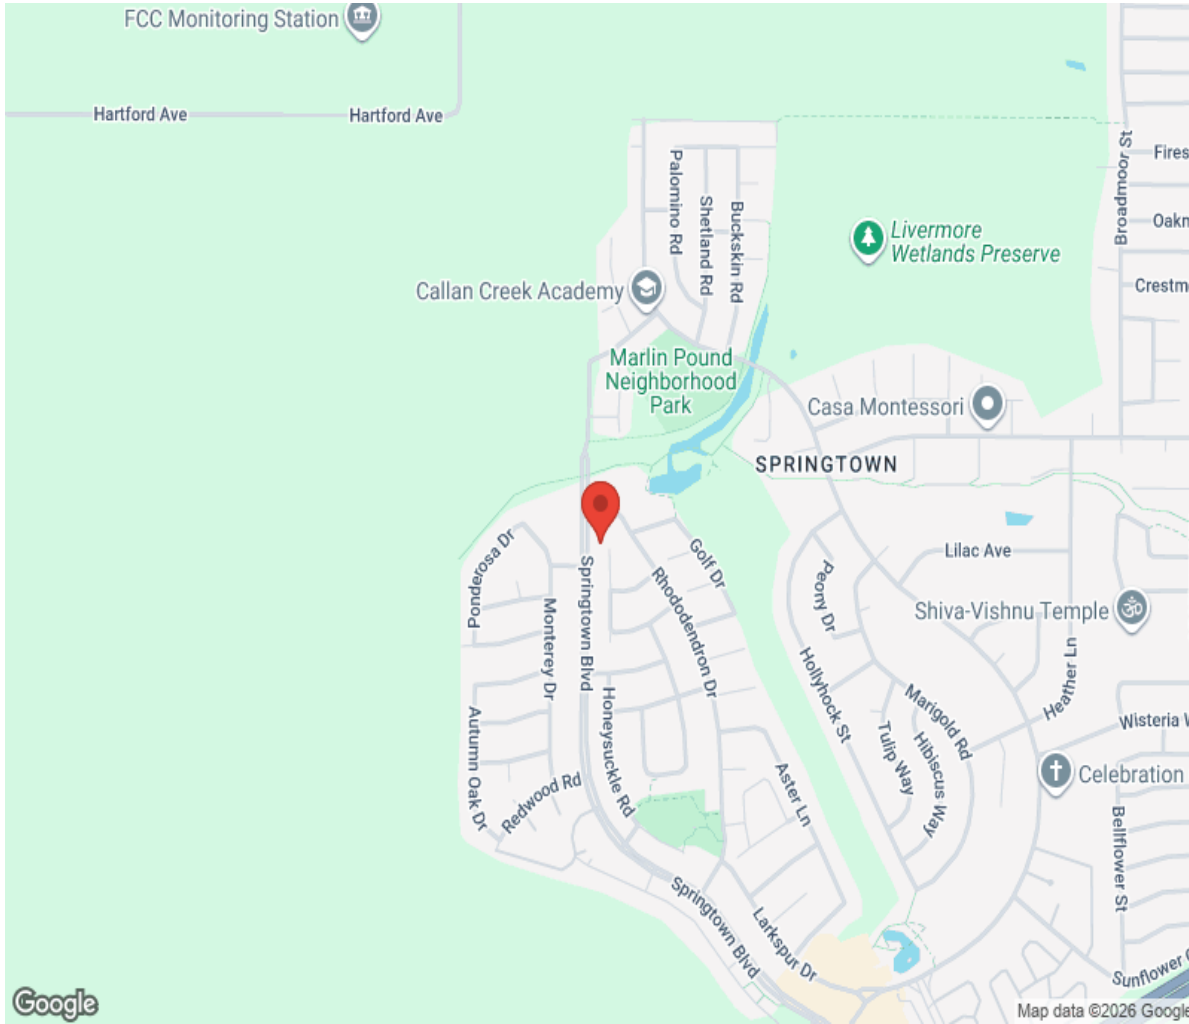 FCC Monitoring Station
Hartford Ave
Hartford Ave
Broadmoor St
Fires
Palomino Rd
Shetland Rd
Buckskin Rd
Oakn
Livermore
Wetlands Preserve
Callan Creek Academy
Crestm
Marlin Pound
Neighborhood
Park
Casa Montessori
SPRINGTOWN
Ponderosa Dr
Golf Dr
Lilac Ave
Springtown Blvd
Rhododendron Dr
Peony Dr
Monterey Dr
Shiva-Vishnu Temple
Heather Ln
Hollyhock St
Honeysuckle Rd
Marigold Rd
Autumn Oak Dr
Tulip Way
Hibiscus Way
Wisteria W
Redwood Rd
Aster Ln
Celebration
Bellflower St
Springtown Blvd
Larkspur Dr
Sunflower C
Google
Map data ©2026 Google